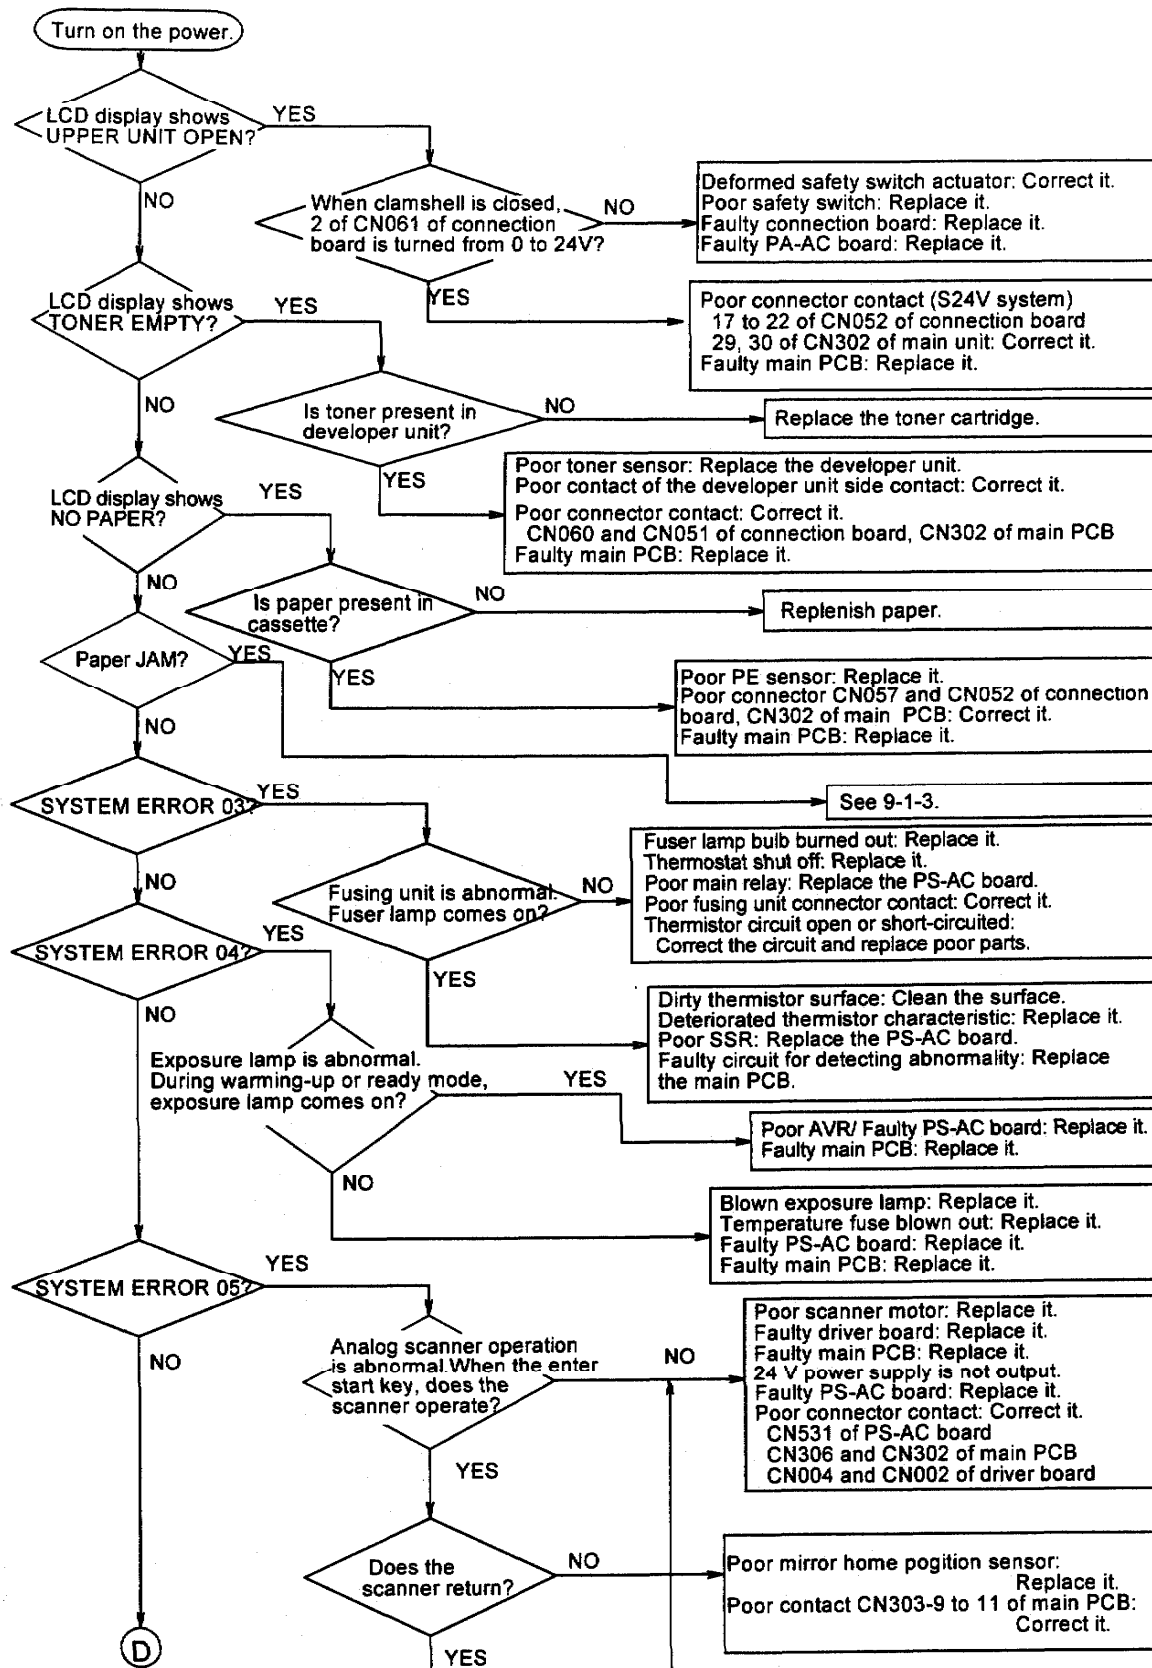 Turn on the power.
LCD display shows
UPPER UNIT OPEN?
YES
NO
When clamshell is closed,
2 of CN061 of connection
board is turned from 0 to 24V?
NO
Deformed safety switch actuator: Correct it.
Poor safety switch: Replace it.
Faulty connection board: Replace it.
Faulty PA-AC board: Replace it.
YES
Poor connector contact (S24V system)
17 to 22 of CN052 of connection board
29, 30 of CN302 of main unit: Correct it.
Faulty main PCB: Replace it.
LCD display shows
TONER EMPTY?
YES
NO
Is toner present in
developer unit?
NO
Replace the toner cartridge.
YES
Poor toner sensor: Replace the developer unit.
Poor contact of the developer unit side contact: Correct it.
Poor connector contact: Correct it.
CN060 and CN051 of connection board, CN302 of main PCB
Faulty main PCB: Replace it.
LCD display shows
NO PAPER?
YES
NO
Is paper present in
cassette?
NO
Replenish paper.
YES
Poor PE sensor: Replace it.
Poor connector CN057 and CN052 of connection
board, CN302 of main PCB: Correct it.
Faulty main PCB: Replace it.
Paper JAM?
YES
NO
See 9-1-3.
SYSTEM ERROR 03?
YES
NO
Fusing unit is abnormal.
Fuser lamp comes on?
NO
Fuser lamp bulb burned out: Replace it.
Thermostat shut off: Replace it.
Poor main relay: Replace the PS-AC board.
Poor fusing unit connector contact: Correct it.
Thermistor circuit open or short-circuited:
Correct the circuit and replace poor parts.
YES
Dirty thermistor surface: Clean the surface.
Deteriorated thermistor characteristic: Replace it.
Poor SSR: Replace the PS-AC board.
Faulty circuit for detecting abnormality: Replace
the main PCB.
SYSTEM ERROR 04?
YES
NO
Exposure lamp is abnormal.
During warming-up or ready mode,
exposure lamp comes on?
YES
Poor AVR/ Faulty PS-AC board: Replace it.
Faulty main PCB: Replace it.
NO
Blown exposure lamp: Replace it.
Temperature fuse blown out: Replace it.
Faulty PS-AC board: Replace it.
Faulty main PCB: Replace it.
SYSTEM ERROR 05?
YES
NO
Analog scanner operation
is abnormal.When the enter
start key, does the
scanner operate?
NO
Poor scanner motor: Replace it.
Faulty driver board: Replace it.
Faulty main PCB: Replace it.
24 V power supply is not output.
Faulty PS-AC board: Replace it.
Poor connector contact: Correct it.
CN531 of PS-AC board
CN306 and CN302 of main PCB
CN004 and CN002 of driver board
YES
Does the
scanner return?
NO
Poor mirror home pogition sensor:
Replace it.
Poor contact CN303-9 to 11 of main PCB:
Correct it.
YES
D